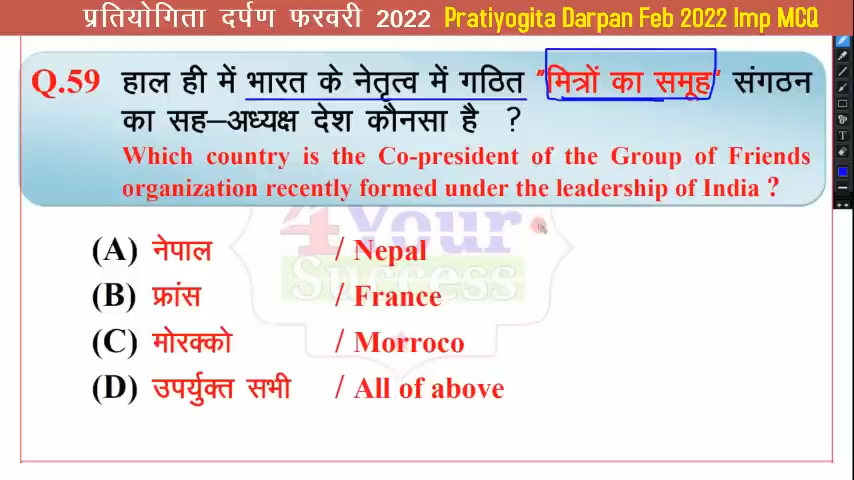 प्रतियोगिता दर्पण फरवरी 2022 Pratiyogita Darpan Feb 2022 Imp MCQ
Q.59 हाल ही में भारत के नेतृत्व में गठित "मित्रों का समूह" संगठन
का सह–अध्यक्ष देश कौनसा है ?
Which country is the Co-president of the Group of Friends
organization recently formed under the leadership of India ?
4Your
Success
(A) नेपाल / Nepal
(B) फ्रांस / France
(C) मोरक्को / Morroco
(D) उपर्युक्त सभी / All of above